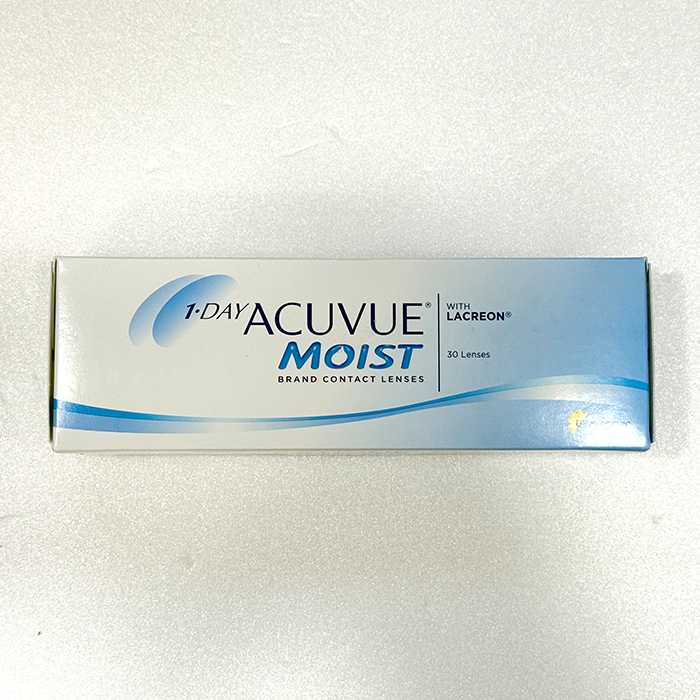 1·DAY ACUVUE®
MOIST
BRAND CONTACT LENSES
WITH
LACREON®
30 Lenses